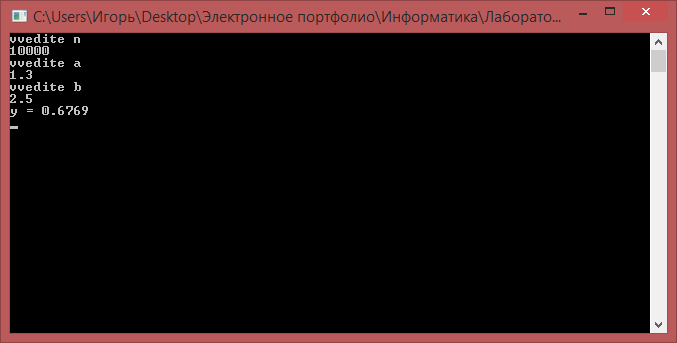 C:\Users\Игорь\Desktop\Электронное портфолио\Информатика\Лаборато...
vvedite n
10000
vvedite a
1.3
vvedite b
2.5
y = 0.6769